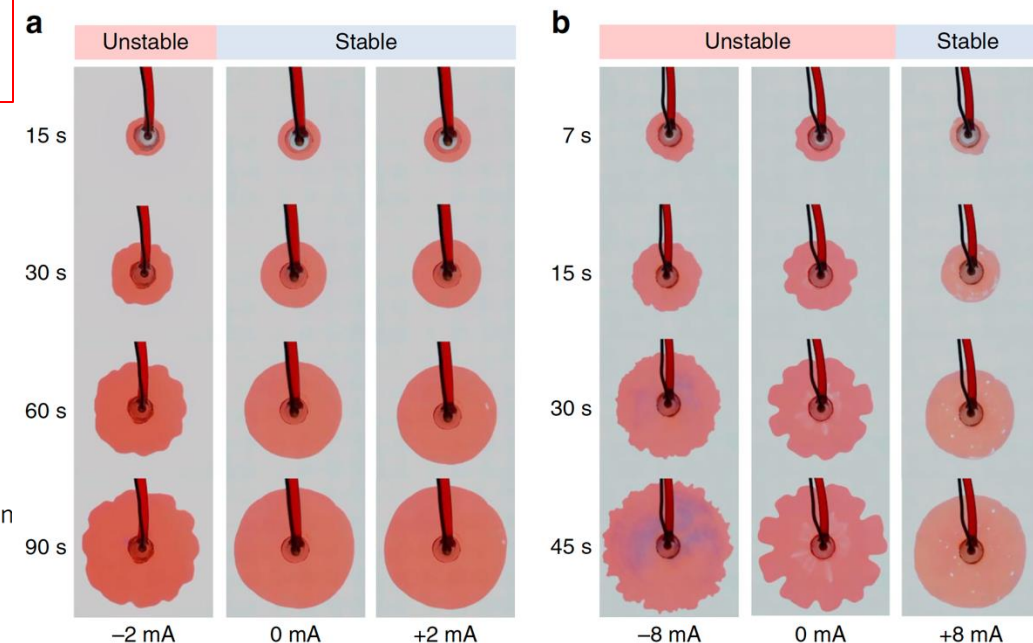 a
Unstable Stable
15 s
30 s
60 s
n
90 s
–2 mA 0 mA +2 mA
b
Unstable Stable
7 s
15 s
30 s
45 s
–8 mA 0 mA +8 mA